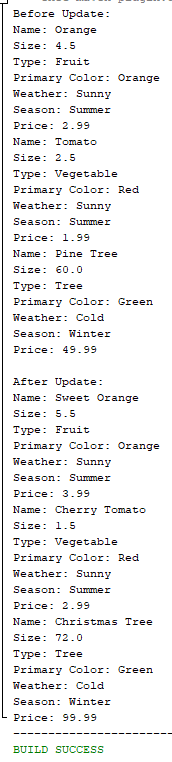 Before Update:
Name: Orange
Size: 4.5
Type: Fruit
Primary Color: Orange
Weather: Sunny
Season: Summer
Price: 2.99
Name: Tomato
Size: 2.5
Type: Vegetable
Primary Color: Red
Weather: Sunny
Season: Summer
Price: 1.99
Name: Pine Tree
Size: 60.0
Type: Tree
Primary Color: Green
Weather: Cold
Season: Winter
Price: 49.99
After Update:
Name: Sweet Orange
Size: 5.5
Type: Fruit
Primary Color: Orange
Weather: Sunny
Season: Summer
Price: 3.99
Name: Cherry Tomato
Size: 1.5
Type: Vegetable
Primary Color: Red
Weather: Sunny
Season: Summer
Price: 2.99
Name: Christmas Tree
Size: 72.0
Type: Tree
Primary Color: Green
Weather: Cold
Season: Winter
Price: 99.99
------------------------
BUILD SUCCESS